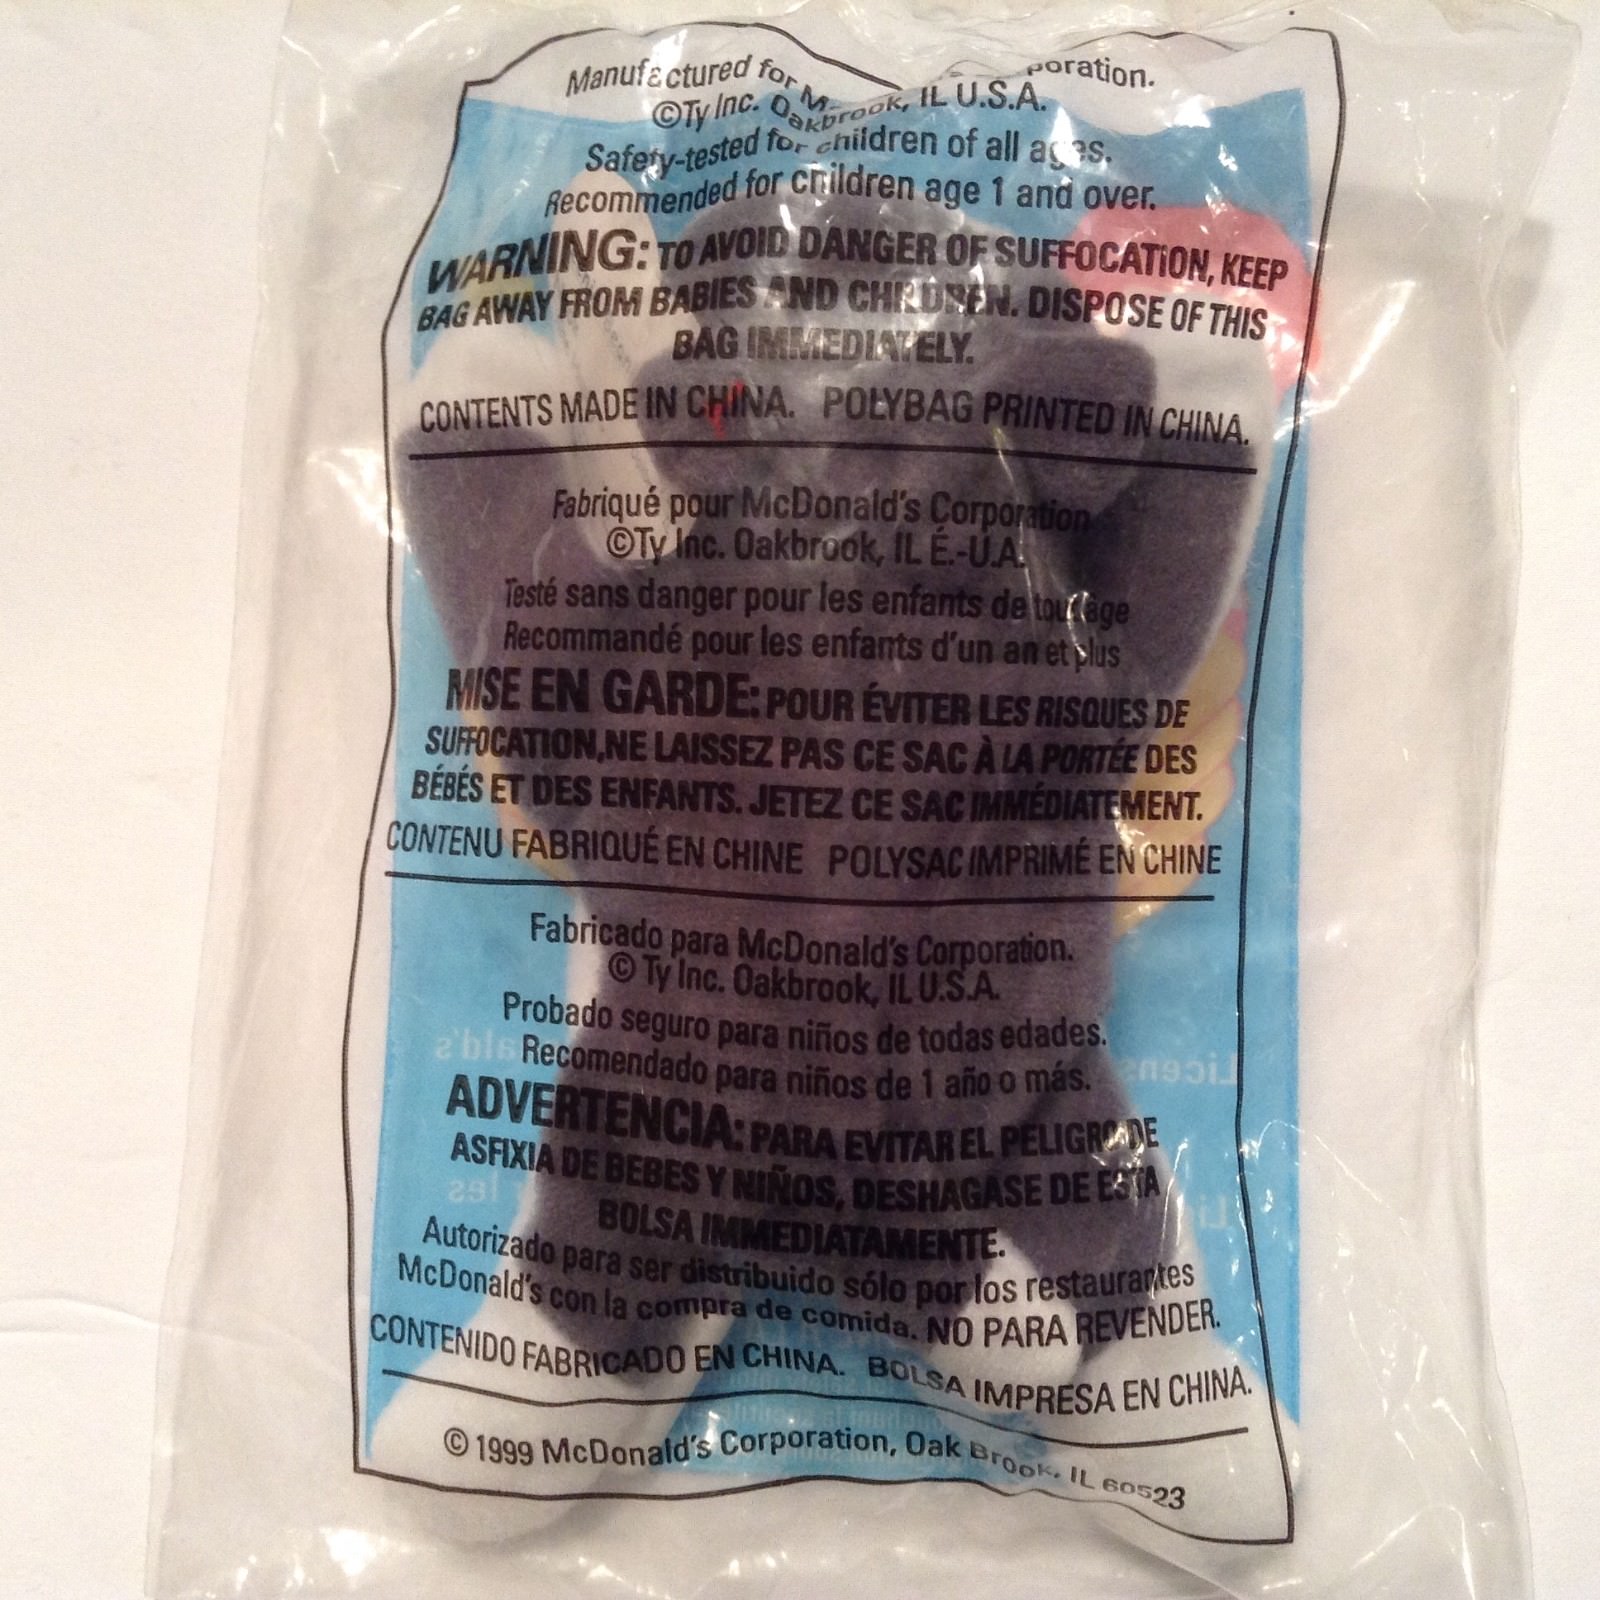 Manufactured for M poration.
©Ty Inc. Oakbrook, IL U.S.A.
Safety-tested for children of all ages.
Recommended for children age 1 and over.
WARNING: TO AVOID DANGER OF SUFFOCATION, KEEP
BAG AWAY FROM BABIES AND CHILDREN. DISPOSE OF THIS
BAG IMMEDIATELY.
CONTENTS MADE IN CHINA. POLYBAG PRINTED IN CHINA.
Fabriqué pour McDonald's Corporation
©Ty Inc. Oakbrook, IL É.-U.A.
Testé sans danger pour les enfants de tout âge
Recommandé pour les enfants d'un an et plus
MISE EN GARDE: POUR ÉVITER LES RISQUES DE
SUFFOCATION,NE LAISSEZ PAS CE SAC À LA PORTÉE DES
BÉBÉS ET DES ENFANTS. JETEZ CE SAC IMMÉDIATEMENT.
CONTENU FABRIQUÉ EN CHINE POLYSAC IMPRIMÉ EN CHINE
Fabricado para McDonald's Corporation.
© Ty Inc. Oakbrook, IL U.S.A.
Probado seguro para niños de todas edades.
Recomendado para niños de 1 año o más.
ADVERTENCIA: PARA EVITAR EL PELIGRO DE
ASFIXIA DE BEBES Y NIÑOS, DESHAGASE DE ESTA
BOLSA IMMEDIATAMENTE.
Autorizado para ser distribuido sólo por los restaurantes
McDonald's con la compra de comida. NO PARA REVENDER.
CONTENIDO FABRICADO EN CHINA. BOLSA IMPRESA EN CHINA.
© 1999 McDonald's Corporation, Oak Brook, IL 60523